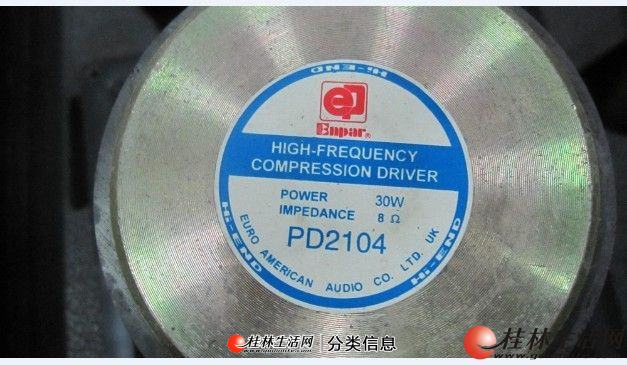 Hi-END
Enpar®
HIGH-FREQUENCY
COMPRESSION DRIVER
POWER 30W
IMPEDANCE 8 Ω
PD2104
Hi-END
EURO AMERICAN AUDIO CO. LTD. UK
Hi-END
桂林生活网 分类信息
桂林生活网